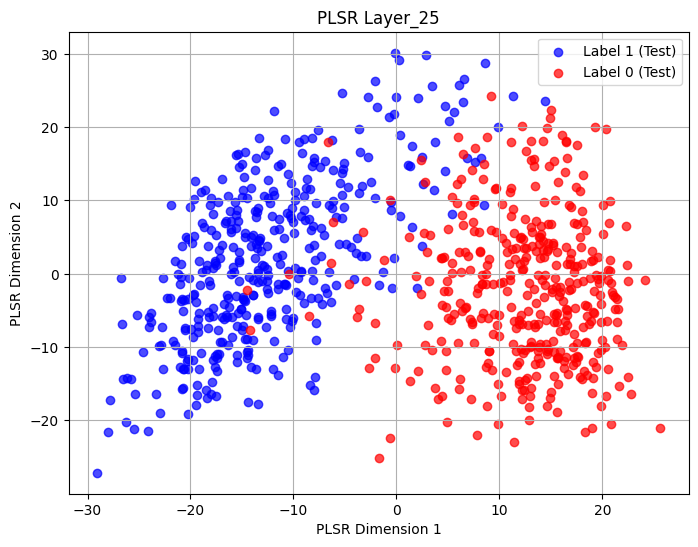 PLSR Layer_25
Label 1 (Test)
Label 0 (Test)
PLSR Dimension 2
30
20
10
0
−10
−20
−30
−20
−10
0
10
20
PLSR Dimension 1